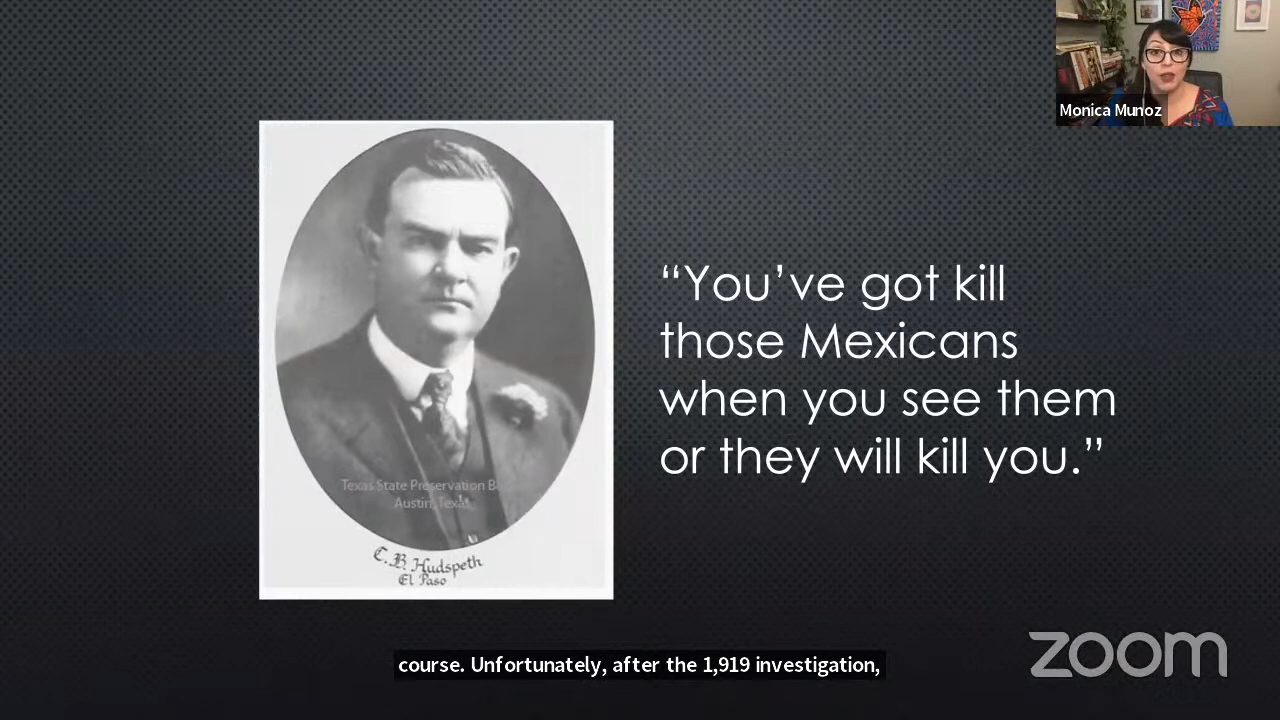 Monica Munoz
“You’ve got kill
those Mexicans
when you see them
or they will kill you.”
Texas State Preservation B
Austin, Texas
C. B. Hudspeth
El Paso
course. Unfortunately, after the 1,919 investigation,
zoom